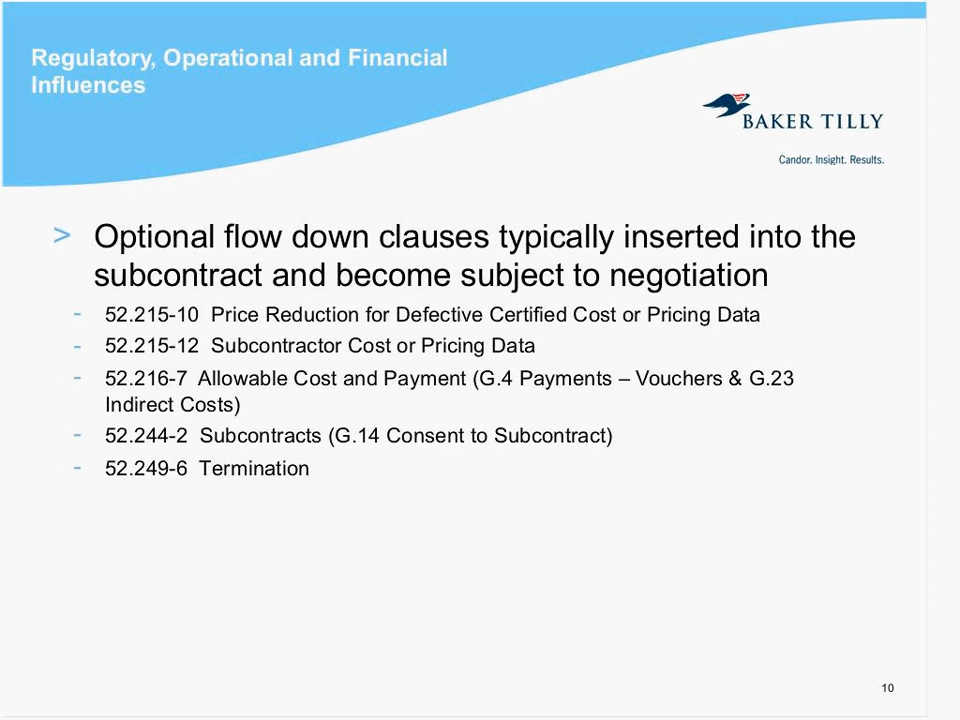 Regulatory, Operational and Financial
Influences
BAKER TILLY
Candor. Insight. Results.
> Optional flow down clauses typically inserted into the
subcontract and become subject to negotiation
- 52.215-10 Price Reduction for Defective Certified Cost or Pricing Data
- 52.215-12 Subcontractor Cost or Pricing Data
- 52.216-7 Allowable Cost and Payment (G.4 Payments – Vouchers & G.23
Indirect Costs)
- 52.244-2 Subcontracts (G.14 Consent to Subcontract)
- 52.249-6 Termination
10